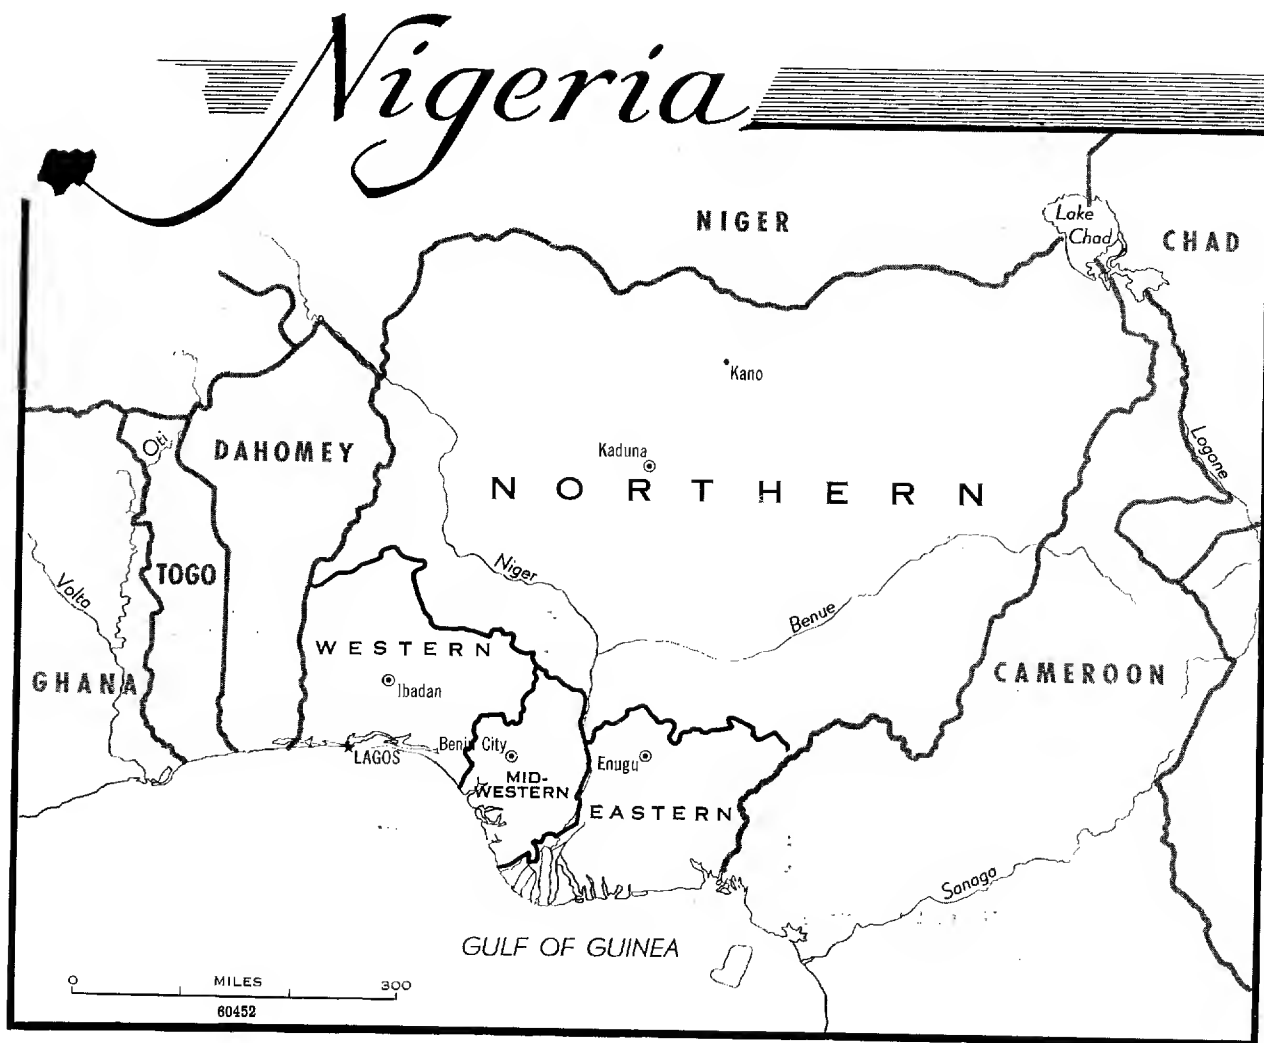 Nigeria
NIGER
Lake
Chad
CHAD
Kano
Oti
DAHOMEY
Kaduna
Logone
NORTHERN
Niger
TOGO
Volta
Benue
WESTERN
GHANA
Ibadan
CAMEROON
Benin City
LAGOS
Enugu
MID-
WESTERN
EASTERN
Sanaga
GULF OF GUINEA
0 MILES 300
60452